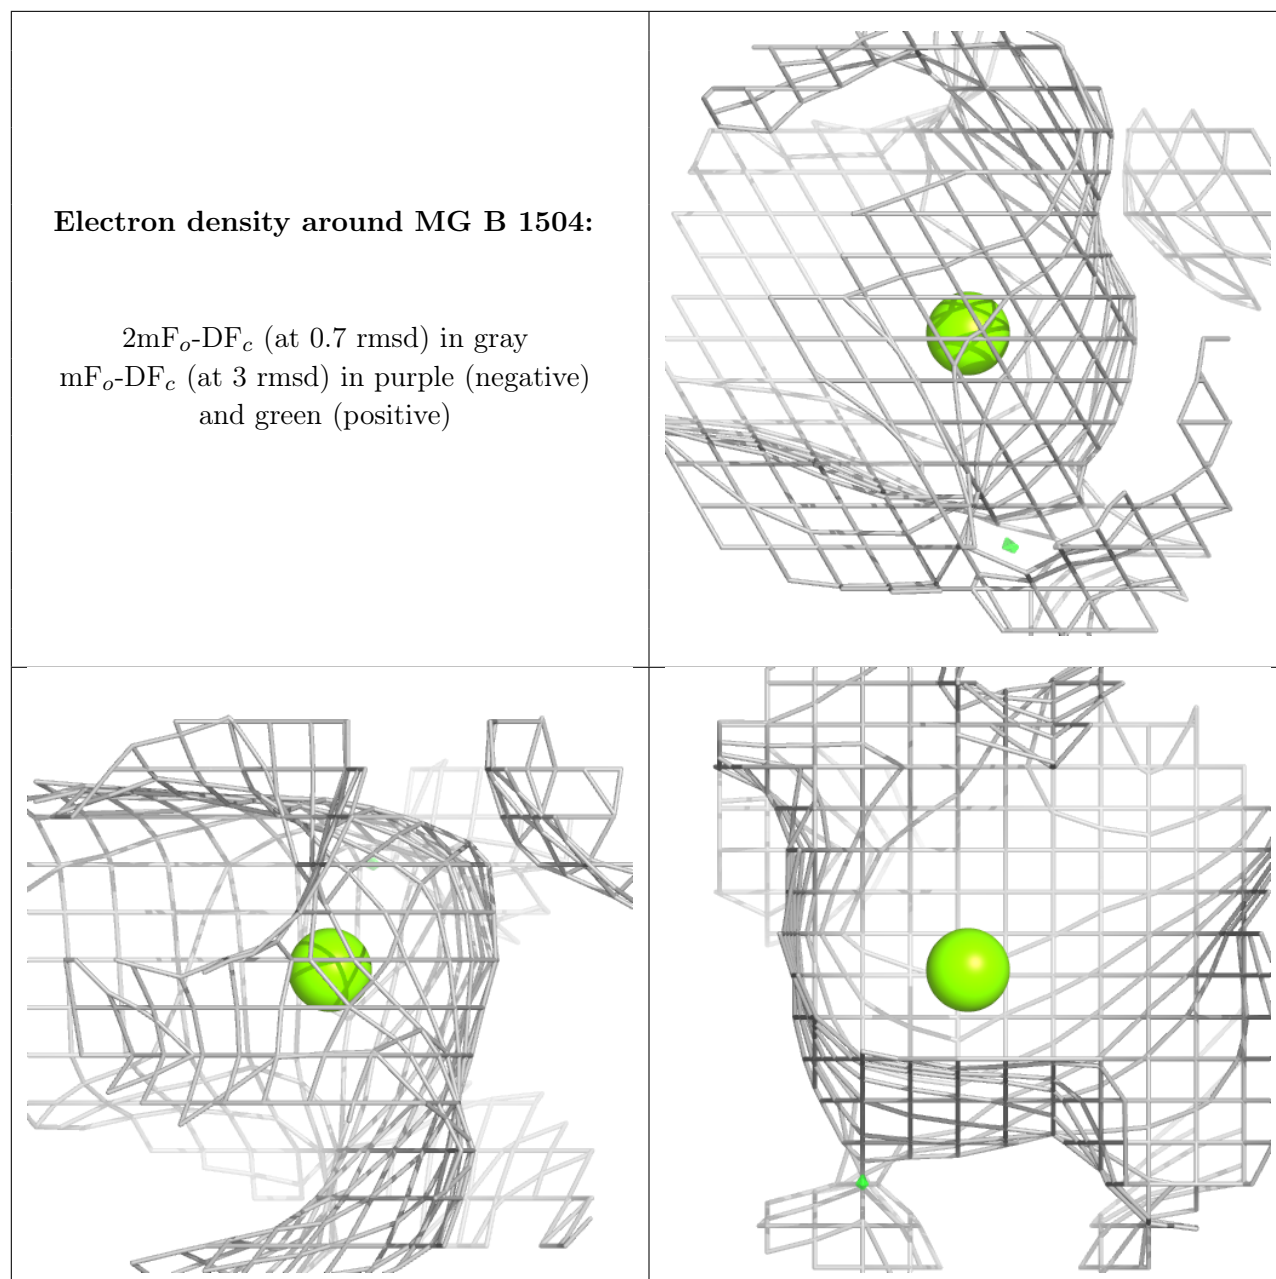 Electron density around MG B 1504:
2mFo-DFc (at 0.7 rmsd) in gray
mFo-DFc (at 3 rmsd) in purple (negative)
and green (positive)